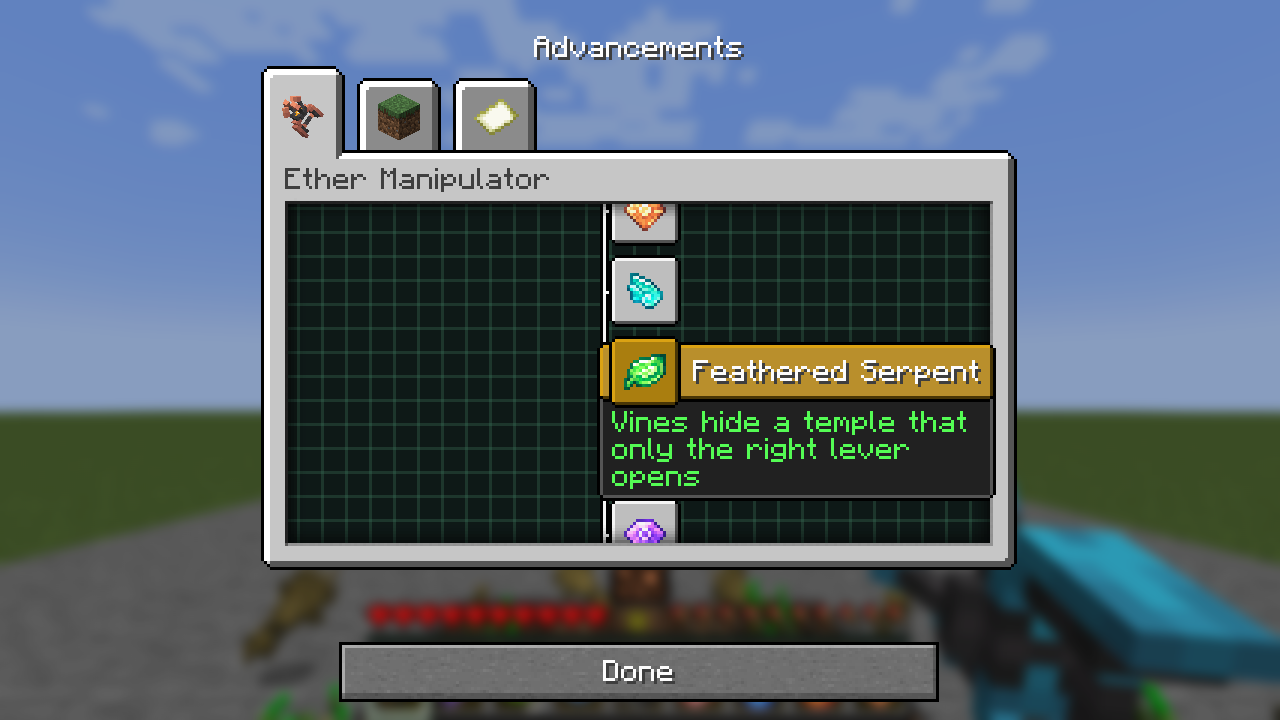 Advancements
Ether Manipulator
Feathered Serpent
Vines hide a temple that
only the right lever
opens
Done